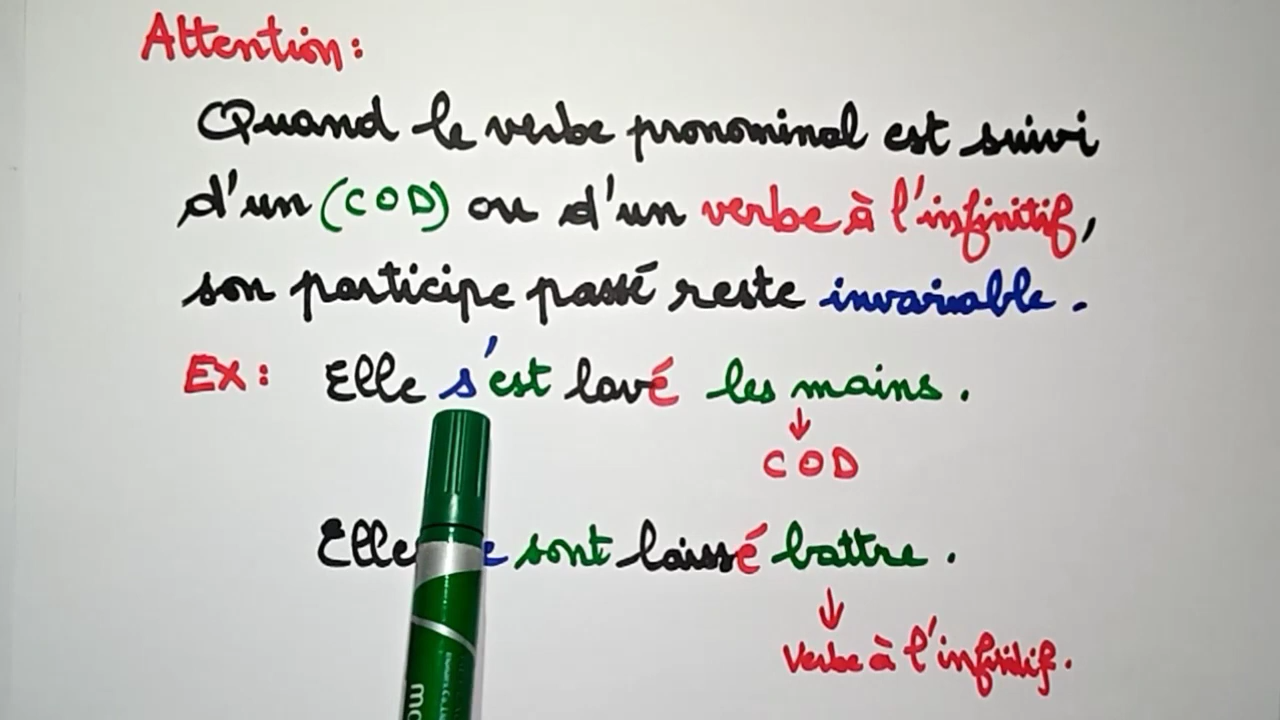 Attention:
Quand le verbe pronominal est suivi
d'un (COD) ou d'un verbe à l'infinitif,
son participe passé reste invariable.
Ex: Elle s'est lavé les mains.
↓
COD
Elle sont laissé battre.
↓
Verbe à l'infinitif.